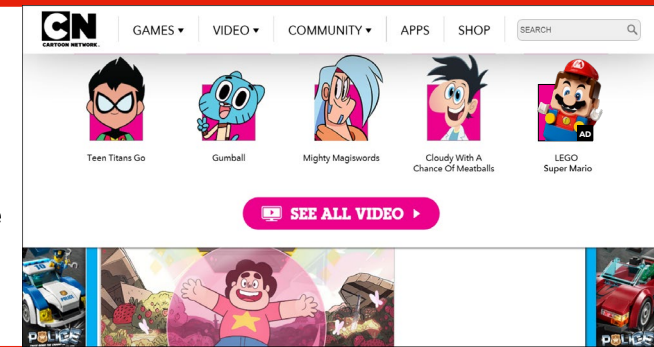 CN
CARTOON NETWORK.
GAMES ▾ VIDEO ▾ COMMUNITY ▾ APPS SHOP SEARCH
AD
Teen Titans Go Gumball Mighty Magiswords Cloudy With A Chance Of Meatballs LEGO Super Mario
SEE ALL VIDEO
e
POLICE POLICE